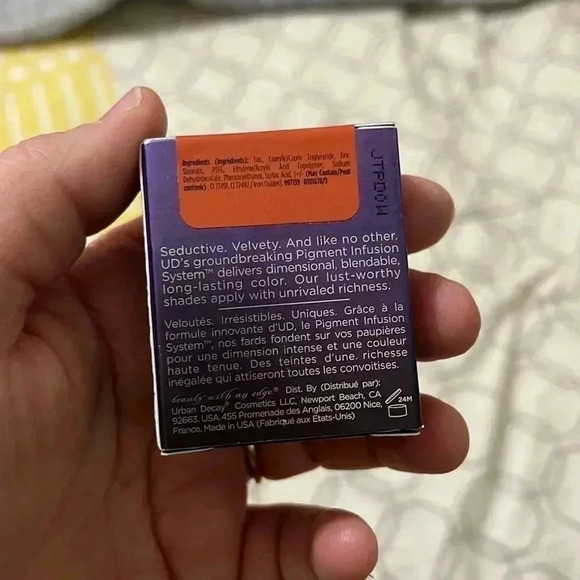 Ingredients (Ingrédients): Talc, Caprylic/Capric Triglyceride, Zinc
Stearate, PTFE, Ethylene/Acrylic Acid Copolymer, Sodium
Dehydroacetate, Phenoxyethanol, Sorbic Acid. [+/- (May Contain/Peut
contenir): CI 77491, CI 77492 / Iron Oxides].
JTPD0W
Seductive. Velvety. And like no other.
UD's groundbreaking Pigment Infusion
System™ delivers dimensional, blendable,
long-lasting color. Our lust-worthy
shades apply with unrivaled richness.
Veloutés. Irrésistibles. Uniques. Grâce à la
formule innovante d'UD, le Pigment Infusion
System™, nos fards fondent sur vos paupières
pour une dimension intense et une couleur
haute tenue. Des teintes d'une richesse
inégalée qui attiseront toutes les convoitises.
beauty with an edge® Dist. By (Distribué par):
Urban Decay® Cosmetics LLC, Newport Beach, CA
92663. USA 455 Promenade des Anglais, 06200 Nice,
France. Made in USA (Fabriqué aux Etats-Unis)
24M